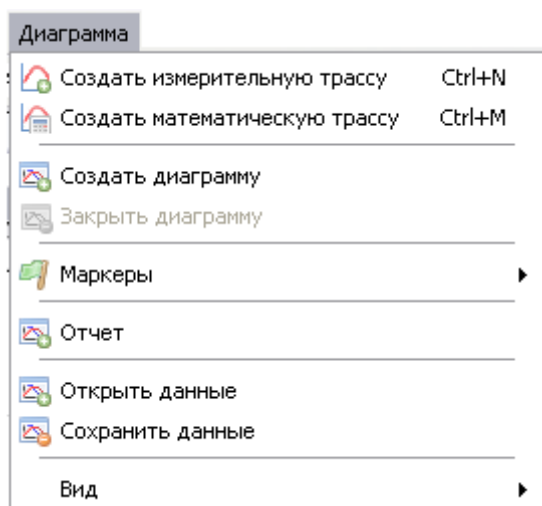 Диаграмма
Создать измерительную трассу Ctrl+N
Создать математическую трассу Ctrl+M
Создать диаграмму
Закрыть диаграмму
Маркеры
Отчет
Открыть данные
Сохранить данные
Вид